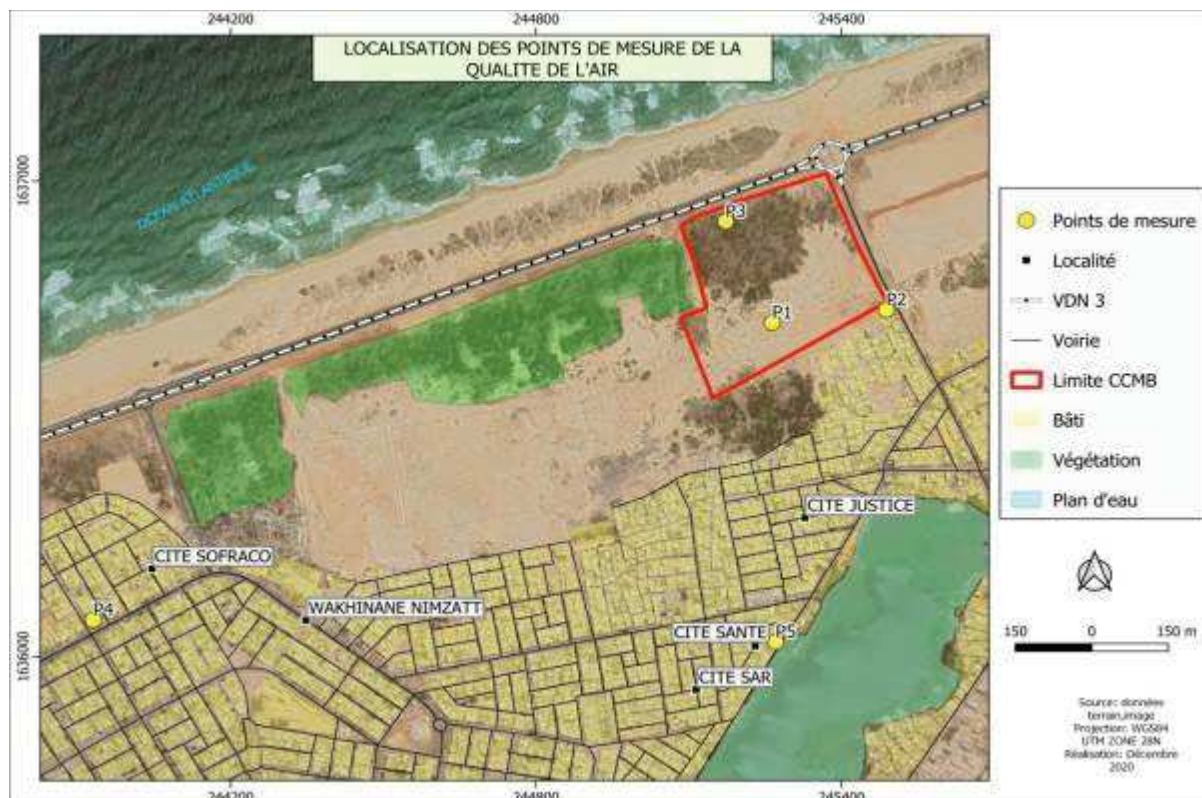 244200
244800
245400
LOCALISATION DES POINTS DE MESURE DE LA
QUALITE DE L'AIR
OCEAN ATLANTIQUE
1637000
1636000
P3
P1
P2
CITE JUSTICE
CITE SOFRACO
P4
WAKHINANE NIMZATT
CITE SANTE
P5
CITE SAR
244200
244800
245400
Points de mesure
Localité
VDN 3
Voirie
Limite CCMB
Bâti
Végétation
Plan d'eau
150
0
150 m
Source: données
terrain,image
Projection: WGS84
UTM ZONE 28N
Réalisation: Décembre
2020